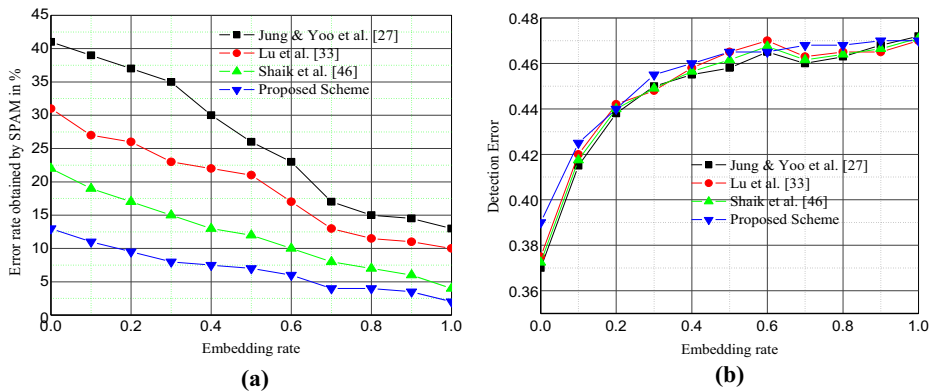 45
40
35
30
25
20
15
10
5
0
Error rate obtained by SPAM in %
Jung & Yoo et al. [27]
Lu et al. [33]
Shaik et al. [46]
Proposed Scheme
0.0 0.2 0.4 0.6 0.8 1.0
Embedding rate
(a)
0.48
0.46
0.44
0.42
0.40
0.38
0.36
Detection Error
Jung & Yoo et al. [27]
Lu et al. [33]
Shaik et al. [46]
Proposed Scheme
0.0 0.2 0.4 0.6 0.8 1.0
Embedding rate
(b)